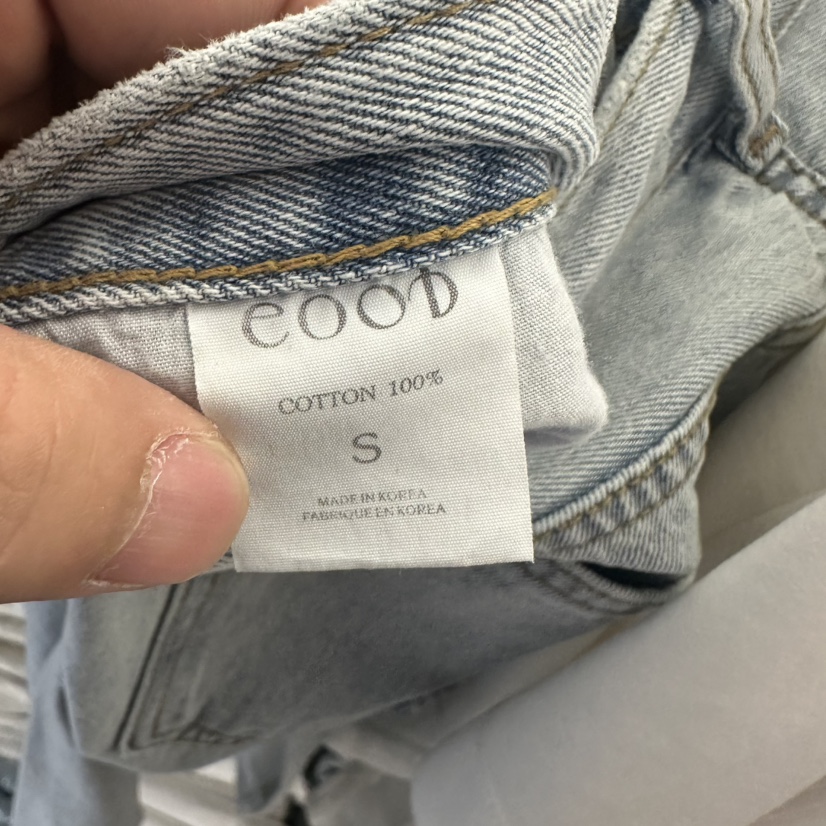 eOOD
COTTON 100%
S
MADE IN KOREA
FABRIQUE EN KOREA